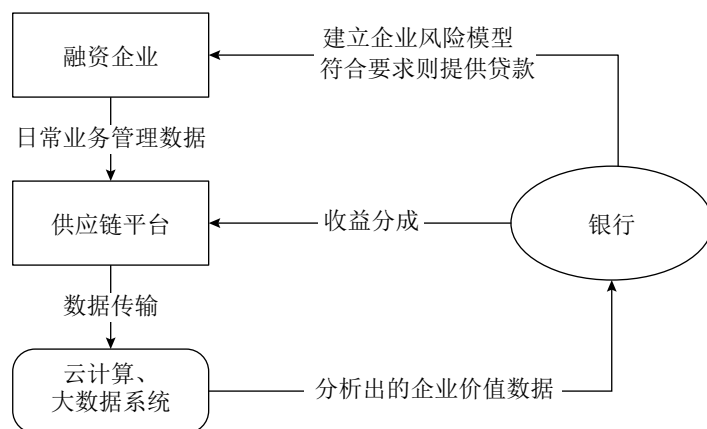 融资企业
建立企业风险模型
符合要求则提供贷款
日常业务管理数据
供应链平台
收益分成
银行
数据传输
云计算、
大数据系统
分析出的企业价值数据